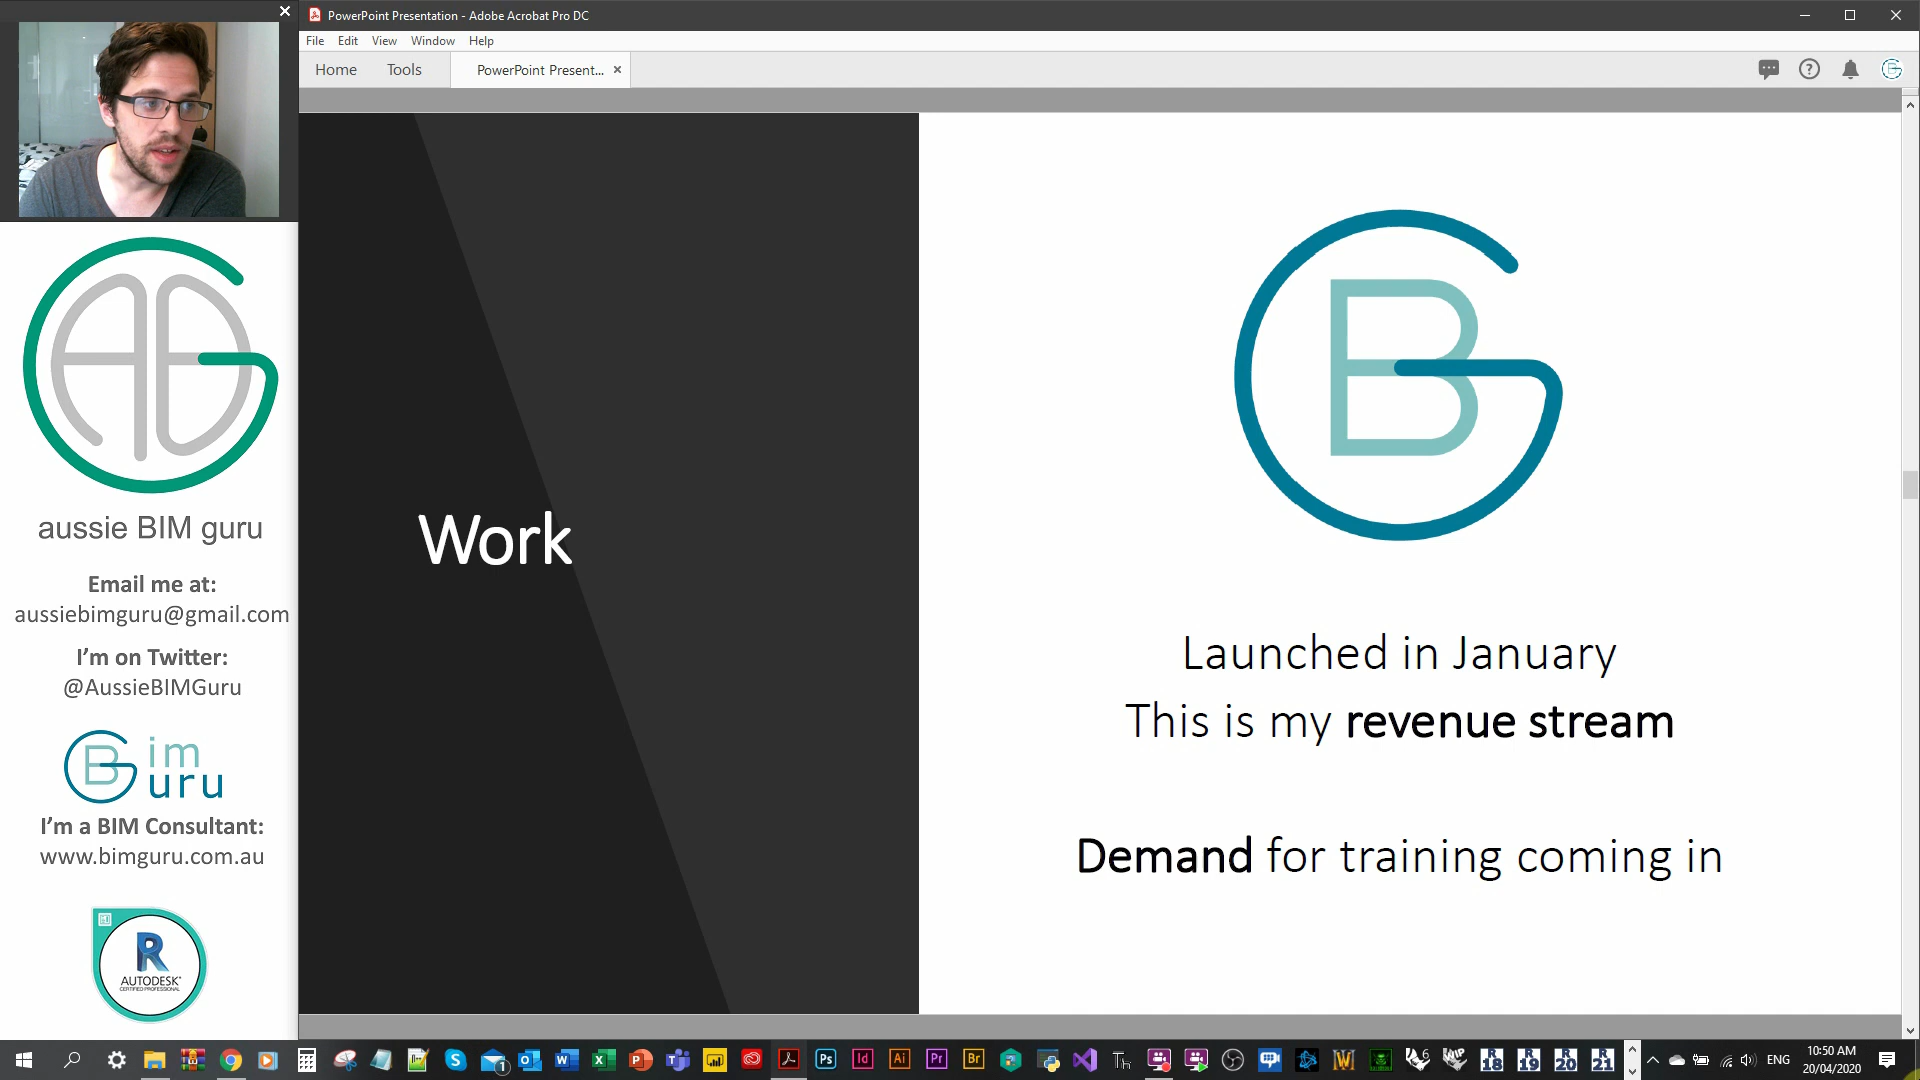 PowerPoint Presentation - Adobe Acrobat Pro DC
File Edit View Window Help
Home Tools PowerPoint Present...
aussie BIM guru
Email me at:
aussiebimguru@gmail.com
I'm on Twitter:
@AussieBIMGuru
B im
G uru
I'm a BIM Consultant:
www.bimguru.com.au
R
AUTODESK
CERTIFIED PROFESSIONAL
Work
Launched in January
This is my revenue stream
Demand for training coming in
ENG
10:50 AM
20/04/2020